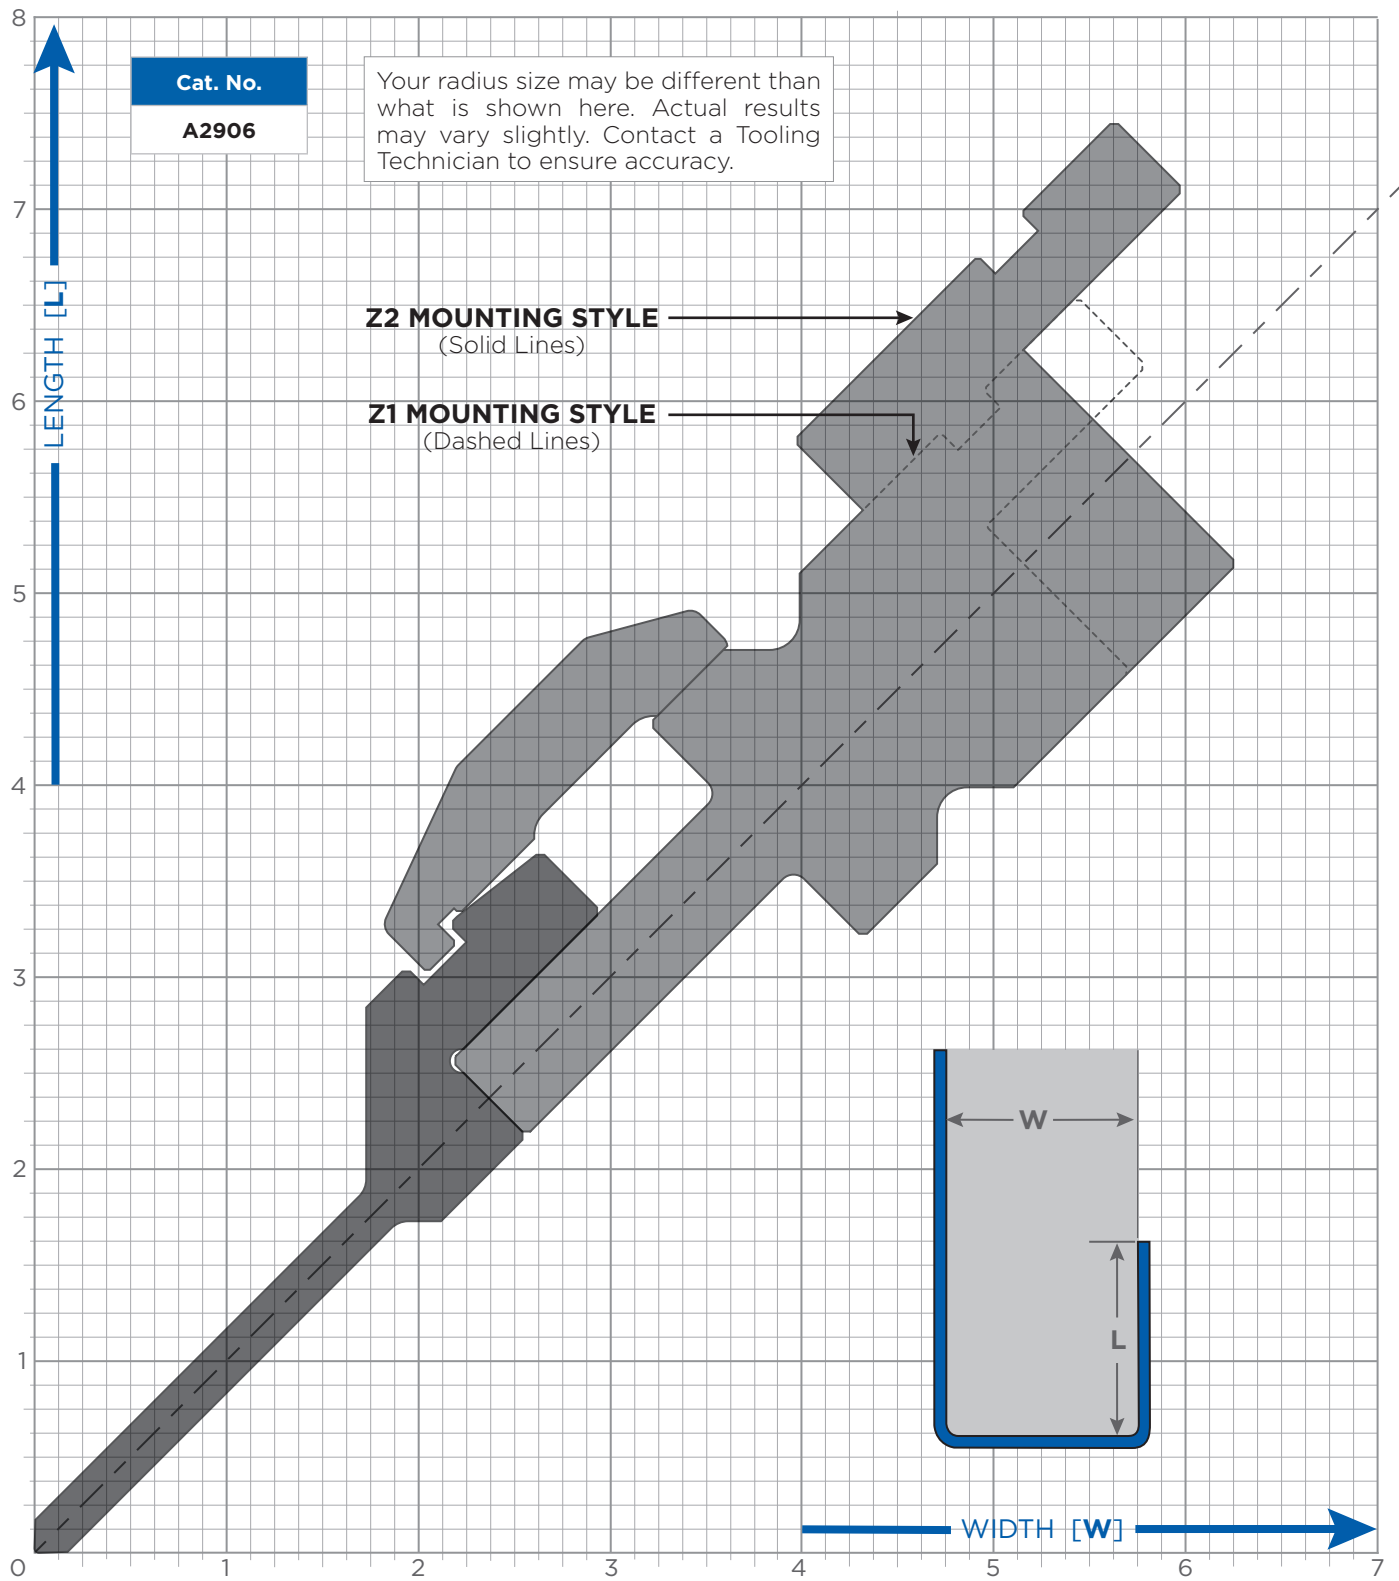 8
Cat. No.
A2906
Your radius size may be different than
what is shown here. Actual results
may vary slightly. Contact a Tooling
Technician to ensure accuracy.
7
LENGTH [L]
Z2 MOUNTING STYLE
(Solid Lines)
6
Z1 MOUNTING STYLE
(Dashed Lines)
5
4
3
W
2
L
1
WIDTH [W]
0
1
2
3
4
5
6
7